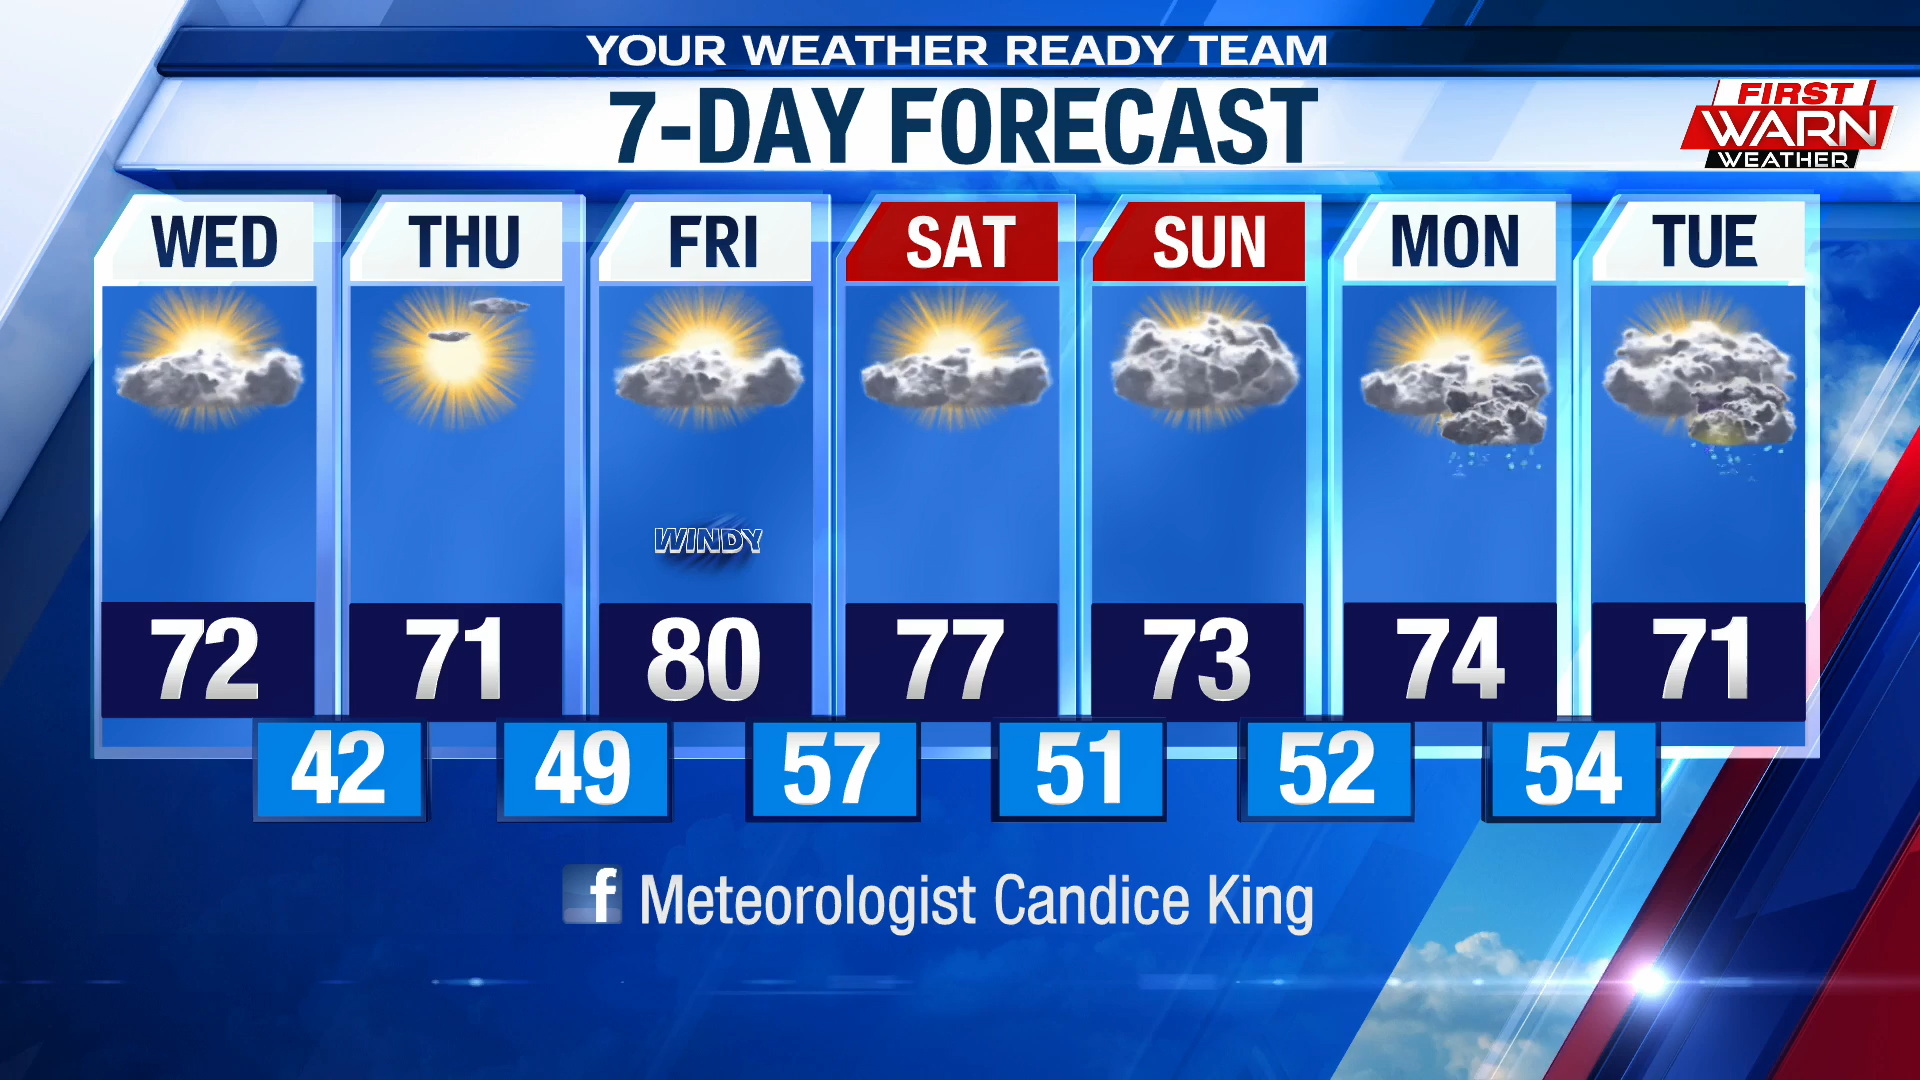 YOUR WEATHER READY TEAM
7-DAY FORECAST
FIRST
WARN
WEATHER
WED THU FRI SAT SUN MON TUE
WINDY
72 71 80 77 73 74 71
42 49 57 51 52 54
f Meteorologist Candice King